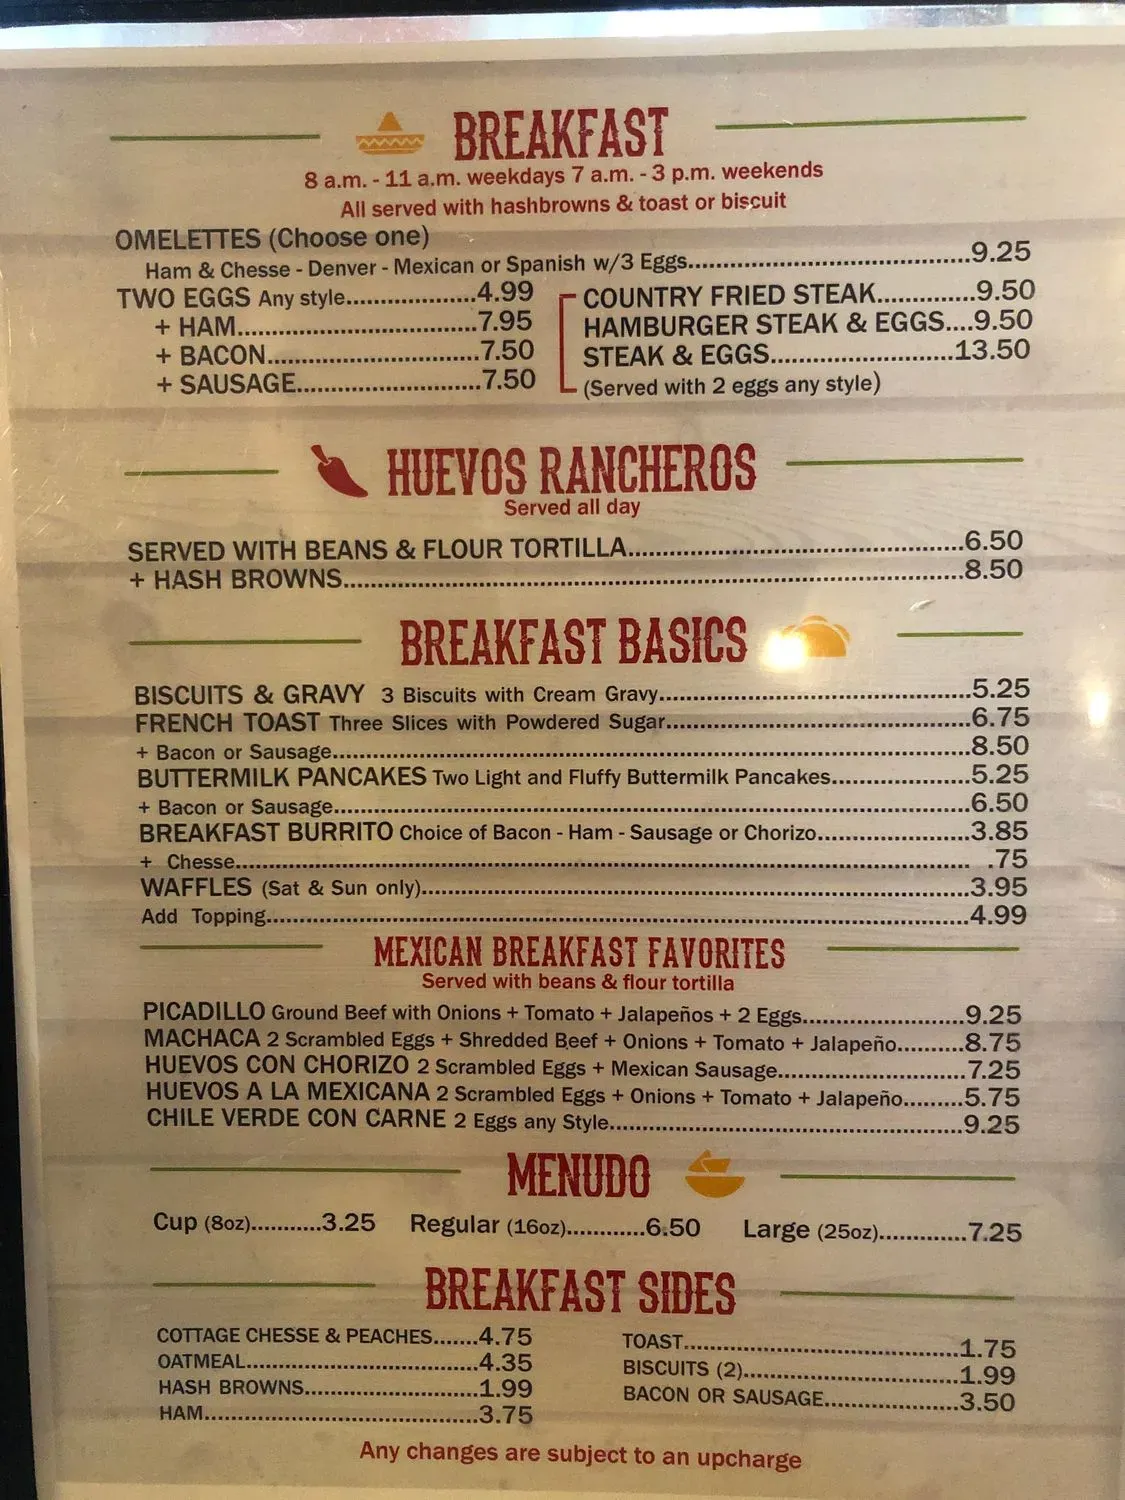 BREAKFAST
8 a.m. - 11 a.m. weekdays 7 a.m. - 3 p.m. weekends
All served with hashbrowns & toast or biscuit
OMELETTES (Choose one)
Ham & Chesse - Denver - Mexican or Spanish w/3 Eggs...9.25
TWO EGGS Any style...4.99
+ HAM...7.95
+ BACON...7.50
+ SAUSAGE...7.50
COUNTRY FRIED STEAK...9.50
HAMBURGER STEAK & EGGS....9.50
STEAK & EGGS...13.50
(Served with 2 eggs any style)
HUEVOS RANCHEROS
Served all day
SERVED WITH BEANS & FLOUR TORTILLA...6.50
+ HASH BROWNS...8.50
BREAKFAST BASICS
BISCUITS & GRAVY 3 Biscuits with Cream Gravy...5.25
FRENCH TOAST Three Slices with Powdered Sugar...6.75
+ Bacon or Sausage...8.50
BUTTERMILK PANCAKES Two Light and Fluffy Buttermilk Pancakes...5.25
+ Bacon or Sausage...6.50
BREAKFAST BURRITO Choice of Bacon - Ham - Sausage or Chorizo...3.85
+ Chesse... .75
WAFFLES (Sat & Sun only)...3.95
Add Topping...4.99
MEXICAN BREAKFAST FAVORITES
Served with beans & flour tortilla
PICADILLO Ground Beef with Onions + Tomato + Jalapeños + 2 Eggs...9.25
MACHACA 2 Scrambled Eggs + Shredded Beef + Onions + Tomato + Jalapeño...8.75
HUEVOS CON CHORIZO 2 Scrambled Eggs + Mexican Sausage...7.25
HUEVOS A LA MEXICANA 2 Scrambled Eggs + Onions + Tomato + Jalapeño...5.75
CHILE VERDE CON CARNE 2 Eggs any Style...9.25
MENUDO
Cup (8oz)...3.25 Regular (16oz)...6.50 Large (25oz)...7.25
BREAKFAST SIDES
COTTAGE CHESSE & PEACHES...4.75
OATMEAL...4.35
HASH BROWNS...1.99
HAM...3.75
TOAST...1.75
BISCUITS (2)...1.99
BACON OR SAUSAGE...3.50
Any changes are subject to an upcharge